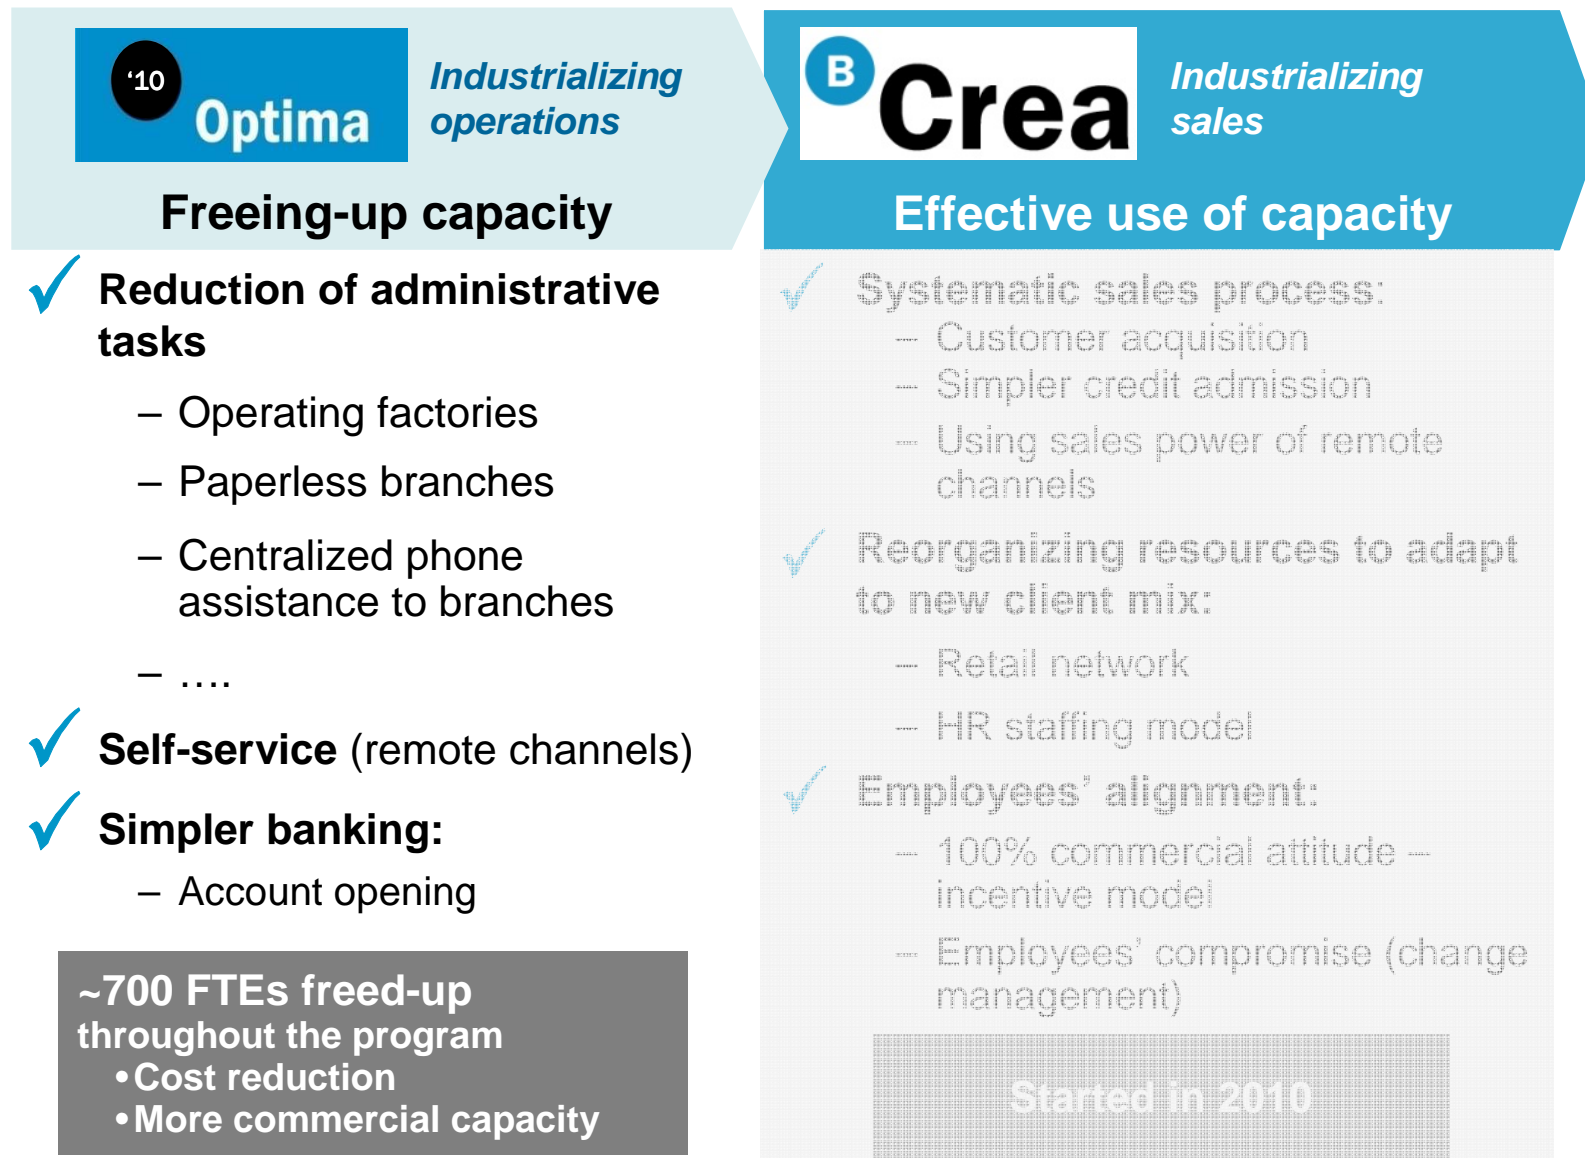 ‘10
Optima
Industrializing
operations
Freeing-up capacity
Reduction of administrative
tasks
– Operating factories
– Paperless branches
– Centralized phone
assistance to branches
– ….
Self-service (remote channels)
Simpler banking:
– Account opening
~700 FTEs freed-up
throughout the program
•Cost reduction
•More commercial capacity
B
Crea
Industrializing
sales
Effective use of capacity
Systematic sales process:
– Customer acquisition
– Simpler credit admission
– Using sales power of remote
channels
Reorganizing resources to adapt
to new client mix:
– Retail network
– HR staffing model
Employees’ alignment:
– 100% commercial attitude –
incentive model
– Employees’ compromise (change
management)
Started in 2010